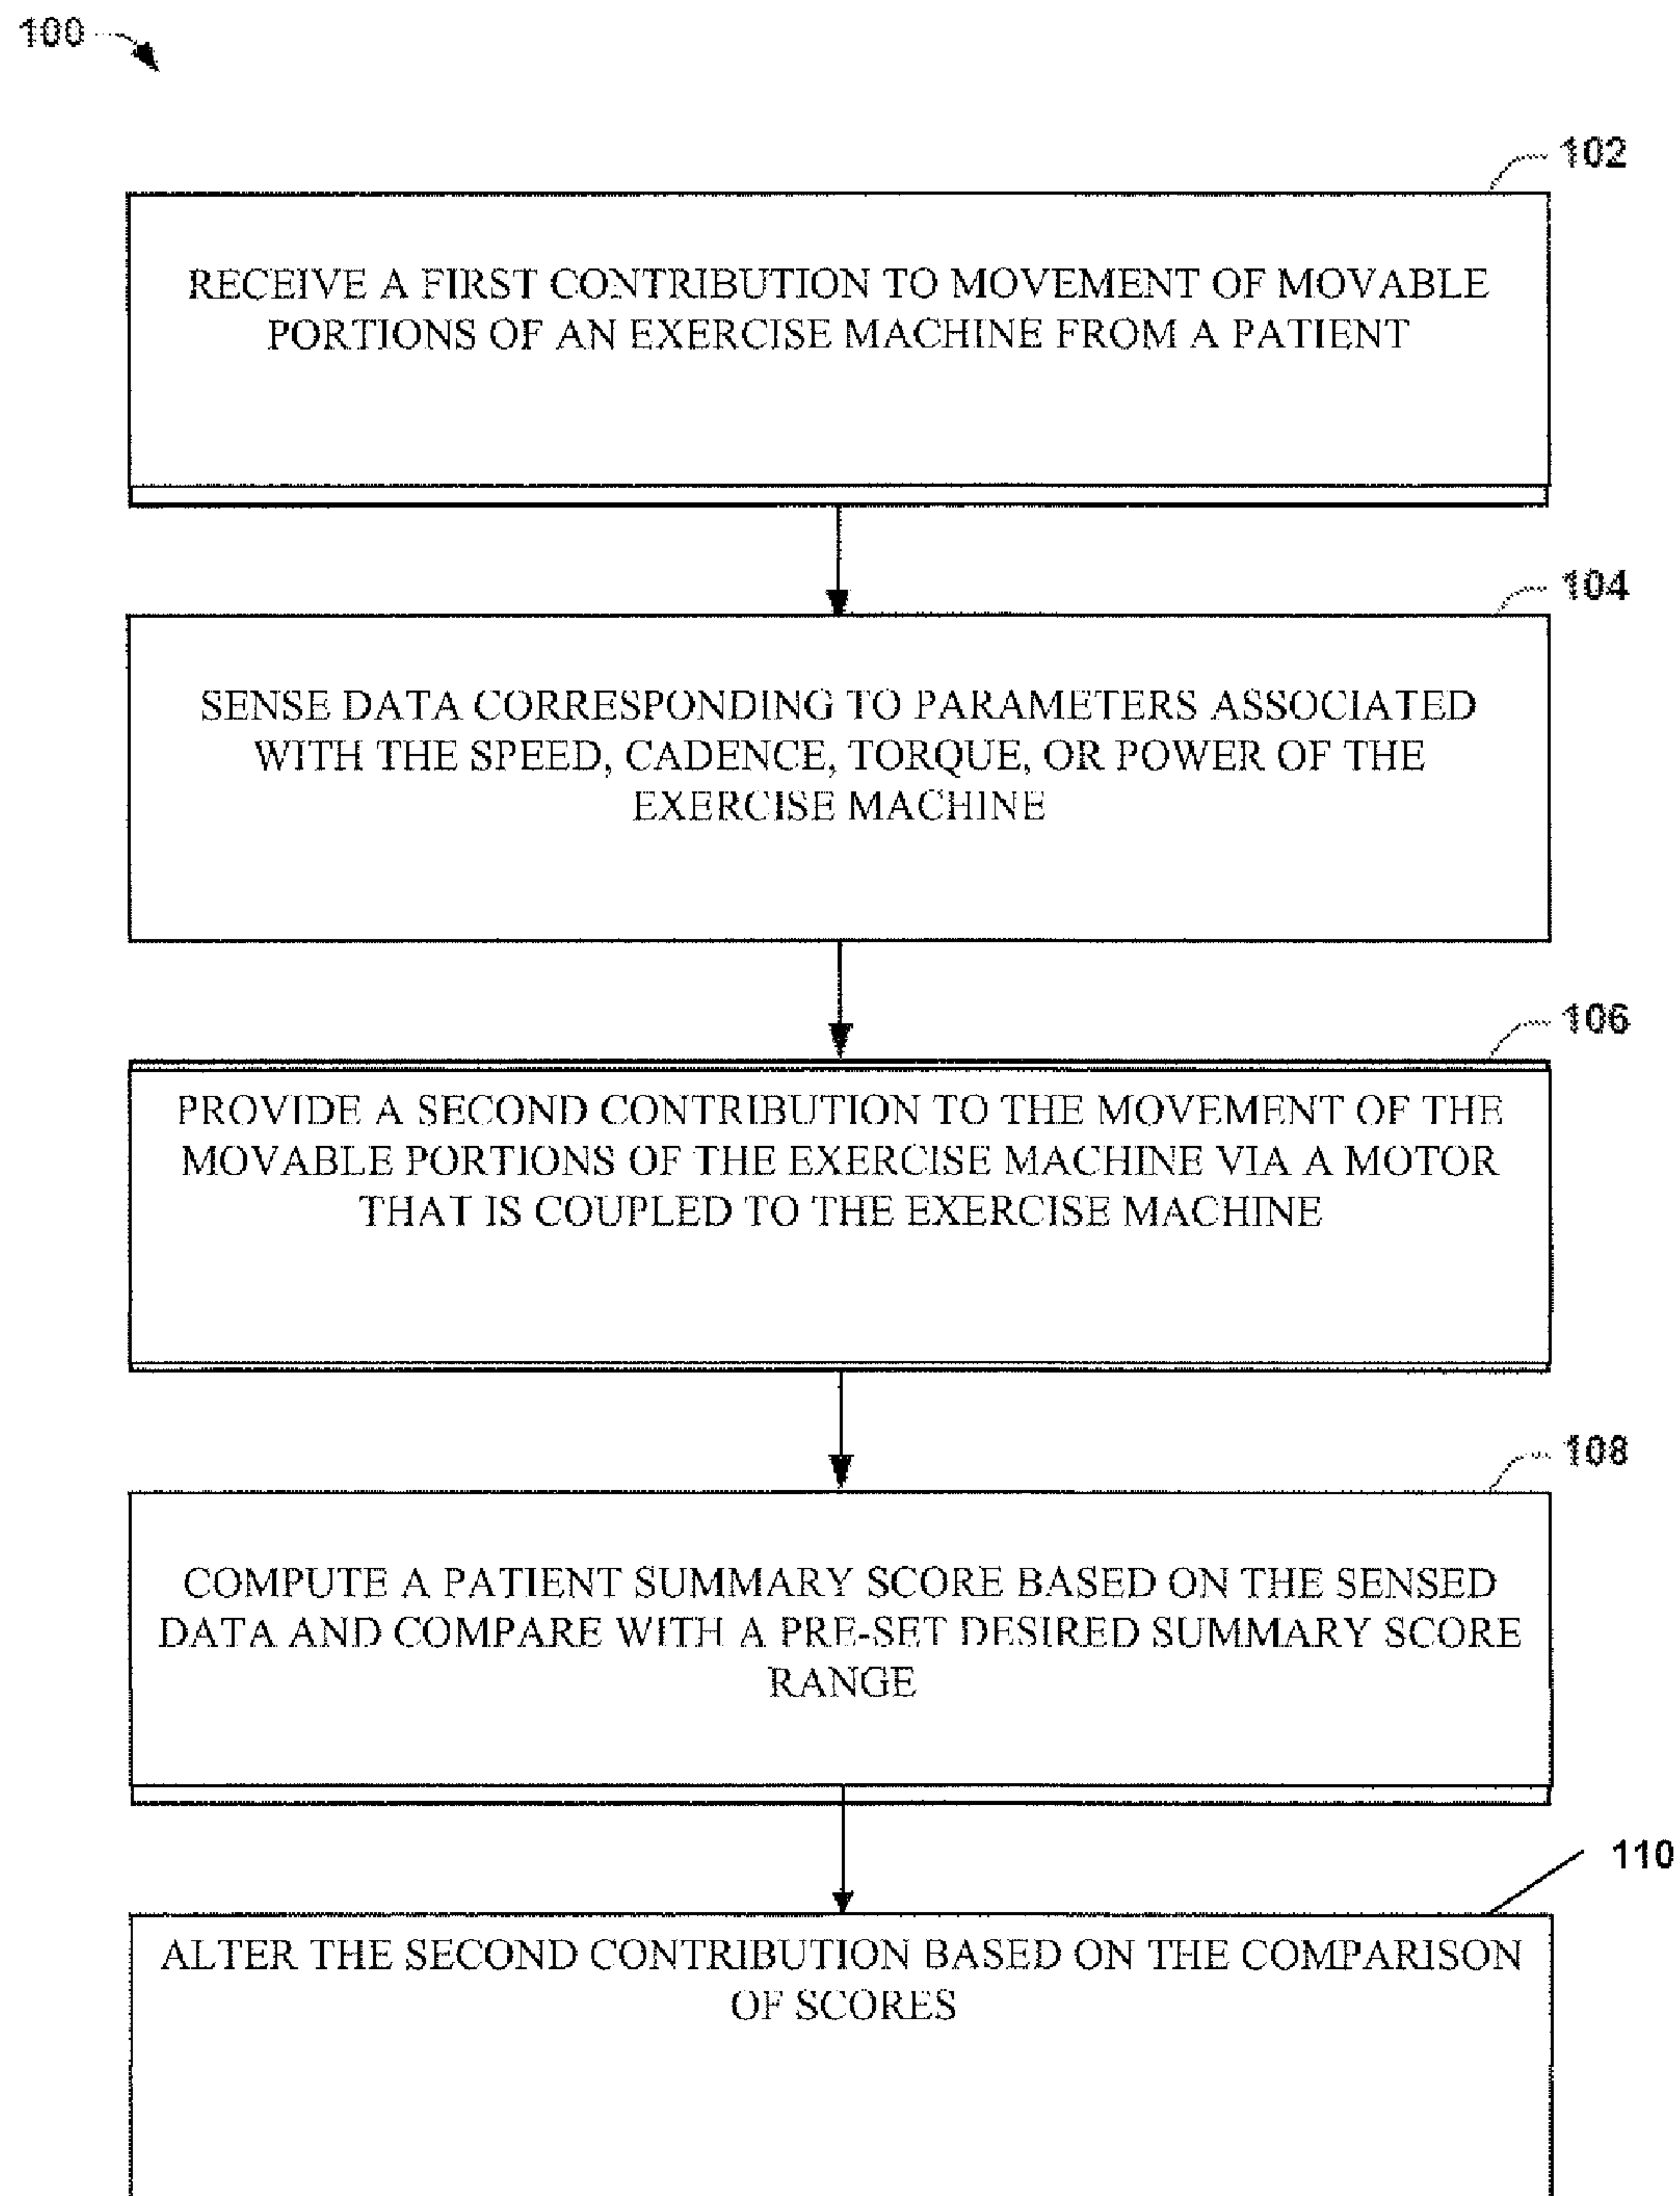 100
102
RECEIVE A FIRST CONTRIBUTION TO MOVEMENT OF MOVABLE
PORTIONS OF AN EXERCISE MACHINE FROM A PATIENT
104
SENSE DATA CORRESPONDING TO PARAMETERS ASSOCIATED
WITH THE SPEED, CADENCE, TORQUE, OR POWER OF THE
EXERCISE MACHINE
106
PROVIDE A SECOND CONTRIBUTION TO THE MOVEMENT OF THE
MOVABLE PORTIONS OF THE EXERCISE MACHINE VIA A MOTOR
THAT IS COUPLED TO THE EXERCISE MACHINE
108
COMPUTE A PATIENT SUMMARY SCORE BASED ON THE SENSED
DATA AND COMPARE WITH A PRE-SET DESIRED SUMMARY SCORE
RANGE
110
ALTER THE SECOND CONTRIBUTION BASED ON THE COMPARISON
OF SCORES